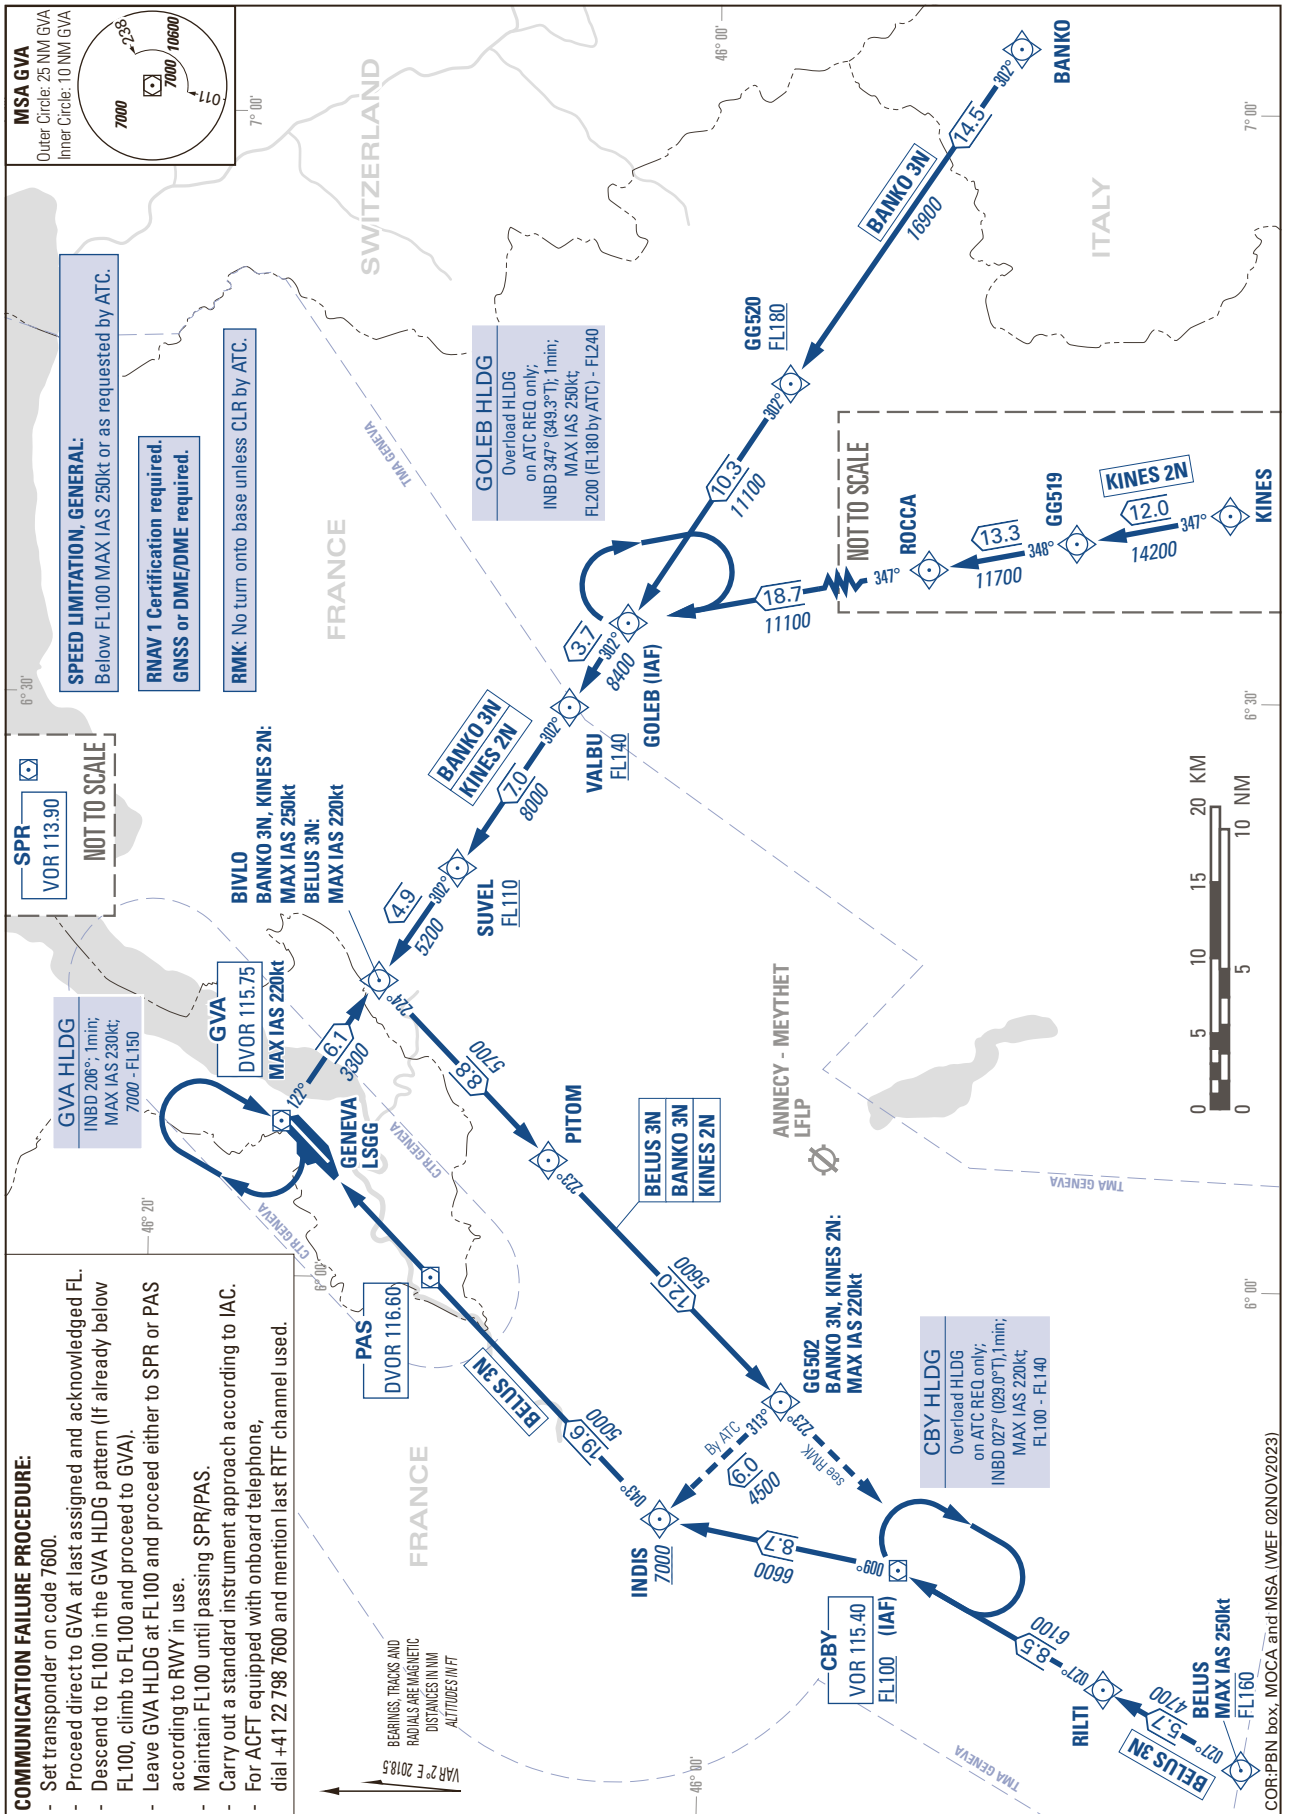 COMMUNICATION FAILURE PROCEDURE:
- Set transponder on code 7600.
- Proceed direct to GVA at last assigned and acknowledged FL.
- Descend to FL100 in the GVA HLDG pattern (If already below
FL100, climb to FL100 and proceed to GVA).
- Leave GVA HLDG at FL100 and proceed either to SPR or PAS
according to RWY in use.
- Maintain FL100 until passing SPR/PAS.
- Carry out a standard instrument approach according to IAC.
- For ACFT equipped with onboard telephone,
dial +41 22 798 7600 and mention last RTF channel used.
GVA HLDG
INBD 206°; 1min;
MAX IAS 230kt;
7000 - FL150
SPR
VOR 113.90
NOT TO SCALE
SPEED LIMITATION, GENERAL:
Below FL100 MAX IAS 250kt or as requested by ATC.
RNAV 1 Certification required.
GNSS or DME/DME required.
RMK: No turn onto base unless CLR by ATC.
MSA GVA
Outer Circle: 25 NM GVA
Inner Circle: 10 NM GVA
7000
7000
10600
238
011
46° 20'
6° 30'
7° 00'
6° 00'
CTR GENEVA
CTR GENEVA
GVA
DVOR 115.75
MAX IAS 220kt
GENEVA
LSGG
122°
6.1
3300
BIVLO
BANKO 3N, KINES 2N:
MAX IAS 250kt
BELUS 3N:
MAX IAS 220kt
PAS
DVOR 116.60
BELUS 3N
19.6
5000
043°
FRANCE
FRANCE
SWITZERLAND
ITALY
TMA GENEVA
224°
8.8
5700
PITOM
223°
12.0
5600
BELUS 3N
BANKO 3N
KINES 2N
4.9
5200
302°
SUVEL
FL110
7.0
8000
302°
BANKO 3N
KINES 2N
VALBU
FL140
3.7
302°
8400
GOLEB (IAF)
GOLEB HLDG
Overload HLDG
on ATC REQ only;
INBD 347° (349.3°T); 1min;
MAX IAS 250kt;
FL200 (FL180 by ATC) - FL240
10.3
11100
302°
GG520
FL180
BANKO 3N
16900
14.5
302°
BANKO
46° 00'
18.7
11100
NOT TO SCALE
347°
ROCCA
13.3
11700
348°
GG519
KINES 2N
12.0
14200
347°
KINES
GG502
BANKO 3N, KINES 2N:
MAX IAS 220kt
313°
By ATC
6.0
4500
223°
see RMK
INDIS
7000
8.7
6600
009°
CBY
VOR 115.40
FL100 (IAF)
CBY HLDG
Overload HLDG
on ATC REQ only;
INBD 027° (029.0°T),1min;
MAX IAS 220kt;
FL100 - FL140
8.5
6100
027°
RILTI
5.7
4700
027°
BELUS 3N
BELUS
MAX IAS 250kt
FL160
ANNECY - MEYTHET
LFLP
TMA GENEVA
TMA GENEVA
VAR 2° E 2018.5
BEARINGS, TRACKS AND
RADIALS ARE MAGNETIC
DISTANCES IN NM
ALTITUDES IN FT
46° 00'
6° 00'
6° 30'
7° 00'
0 5 10 15 20 KM
0 5 10 NM
COR:PBN box, MOCA and MSA (WEF 02NOV2023)